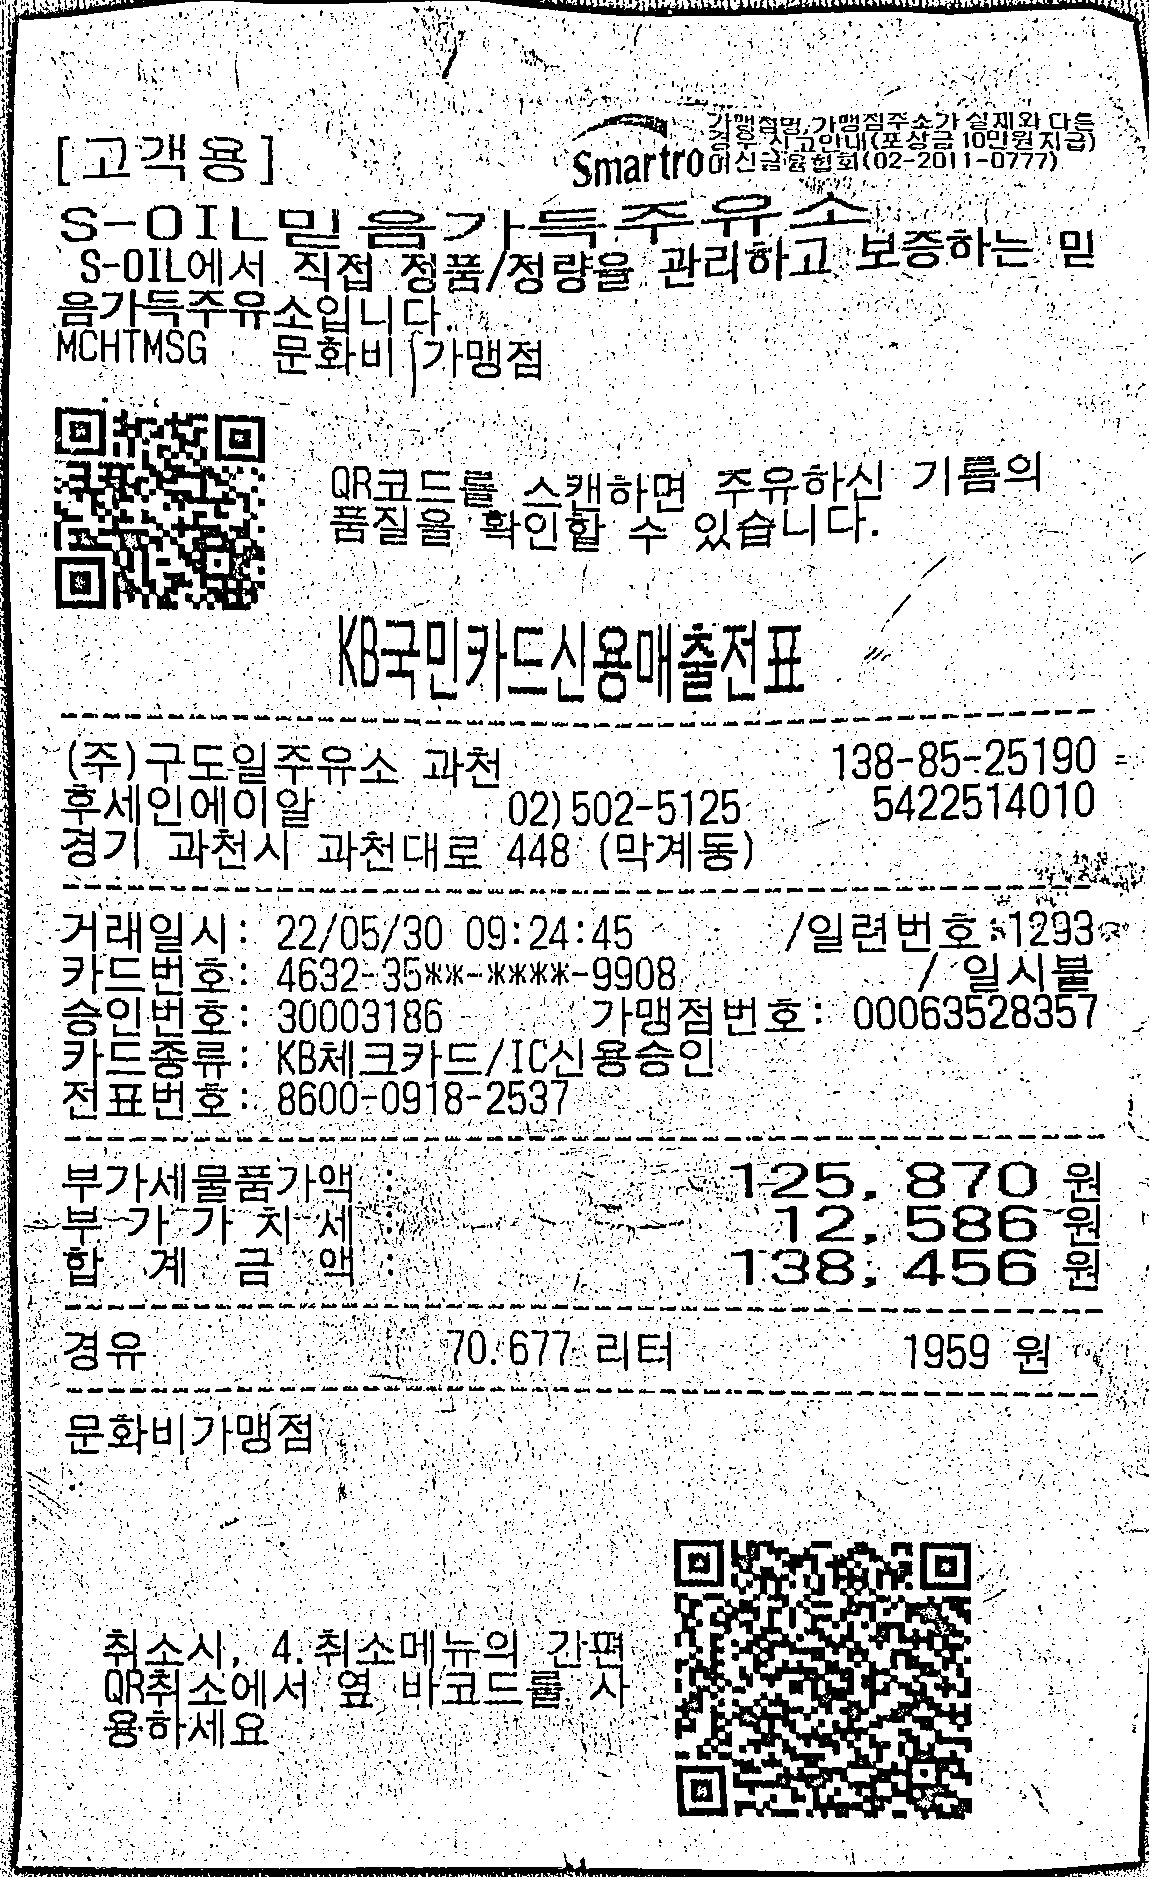 [고객용]
Smartro
가맹점명,가맹점주소가 실제와 다른
경우 신고안내(포상금 10만원 지급)
여신금융협회(02-2011-0777)
S-OIL믿음가득주유소
S-OIL에서 직접 정품/정량을 관리하고 보증하는 믿
음가득주유소입니다.
MCHTMSG 문화비 가맹점
QR코드를 스캔하면 주유하신 기름의
품질을 확인할 수 있습니다.
KB국민카드신용매출전표
(주)구도일주유소 과천 138-85-25190
후세인에이알 02)502-5125 5422514010
경기 과천시 과천대로 448 (막계동)
거래일시: 22/05/30 09:24:45 /일련번호:1293
카드번호: 4632-35**-****-9908 / 일시불
승인번호: 30003186 가맹점번호: 00063528357
카드종류: KB체크카드/IC신용승인
전표번호: 8600-0918-2537
부가세물품가액 : 125,870 원
부 가 가 치 세 : 12,586 원
합 계 금 액 : 138,456 원
경유 70.677 리터 1959 원
문화비가맹점
취소시, 4.취소메뉴의 간편
QR취소에서 옆 바코드를 사
용하세요